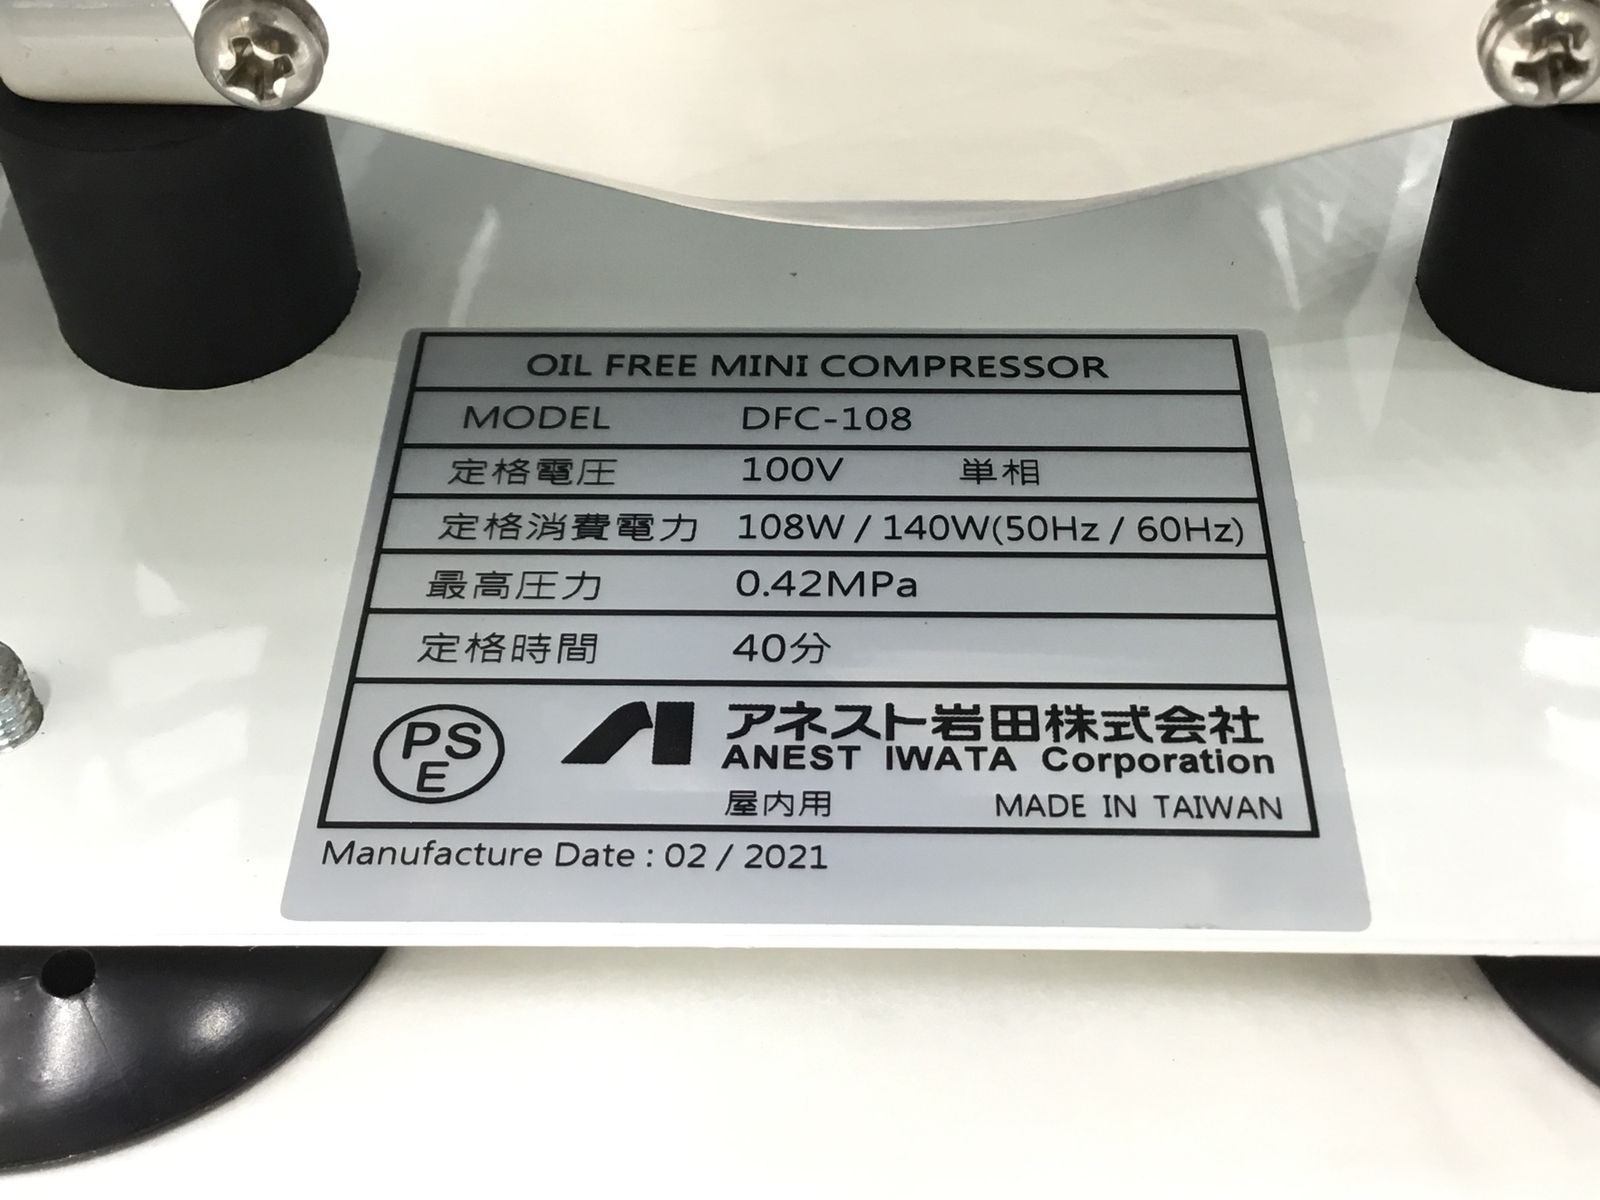 OIL FREE MINI COMPRESSOR
MODEL DFC-108
定格電圧 100V 単相
定格消費電力 108W / 140W(50Hz / 60Hz)
最高圧力 0.42MPa
定格時間 40分
PS
E
アネスト岩田株式会社
ANEST IWATA Corporation
屋内用 MADE IN TAIWAN
Manufacture Date : 02 / 2021